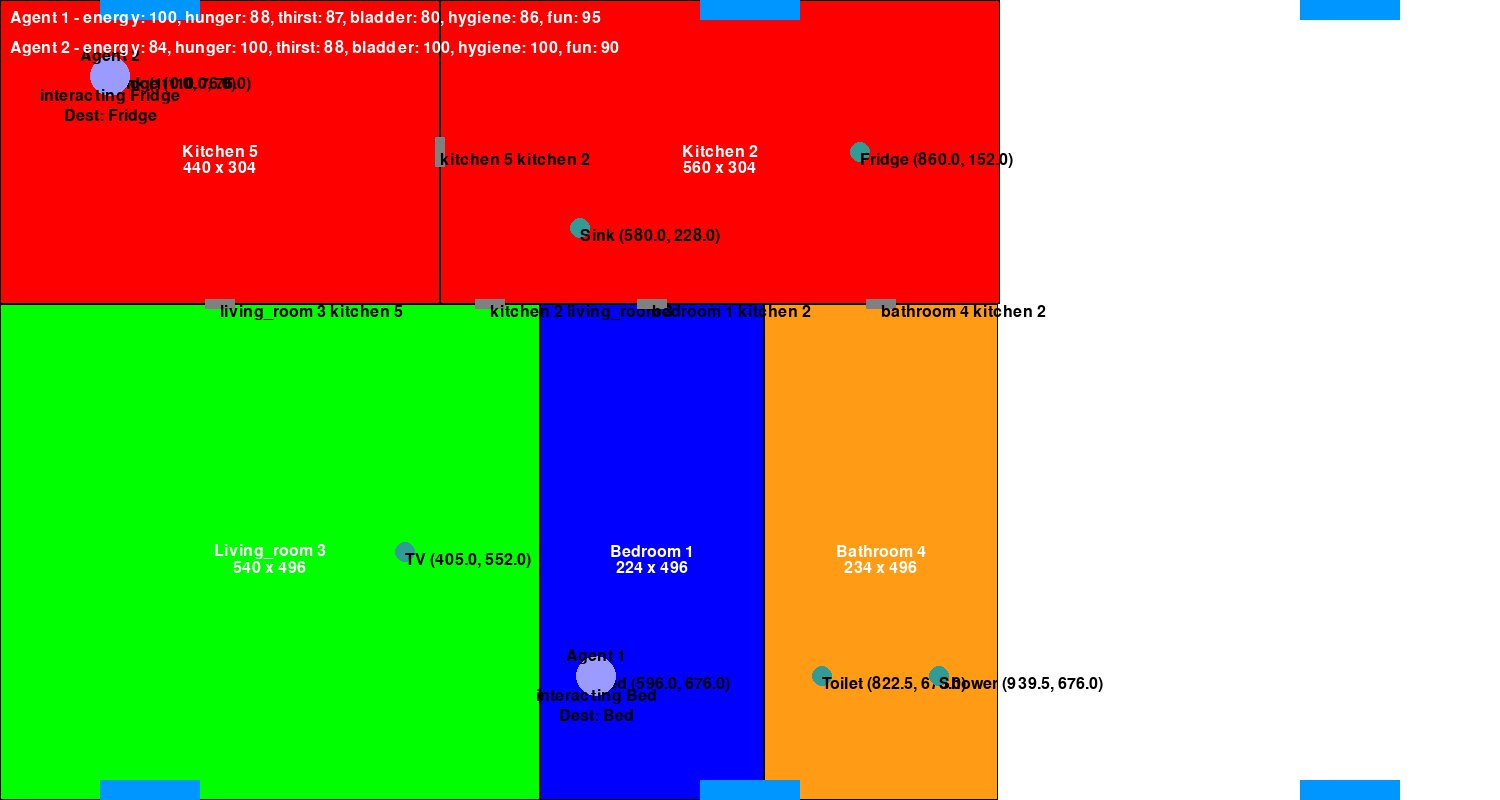 Agent 1 - energy: 100, hunger: 88, thirst: 87, bladder: 80, hygiene: 86, fun: 95
Agent 2 - energy: 84, hunger: 100, thirst: 88, bladder: 100, hygiene: 100, fun: 90
Agent 2
interacting Fridge
Dest: Fridge
Kitchen 5
440 x 304
kitchen 5 kitchen 2
Kitchen 2
560 x 304
Fridge (860.0, 152.0)
Sink (580.0, 228.0)
living_room 3 kitchen 5
kitchen 2 living_room 3
bedroom 1 kitchen 2
bathroom 4 kitchen 2
Living_room 3
540 x 496
TV (405.0, 552.0)
Bedroom 1
224 x 496
Bathroom 4
234 x 496
Agent 1
(596.0, 676.0)
interacting Bed
Dest: Bed
Toilet (822.5, 676.0)
Shower (939.5, 676.0)